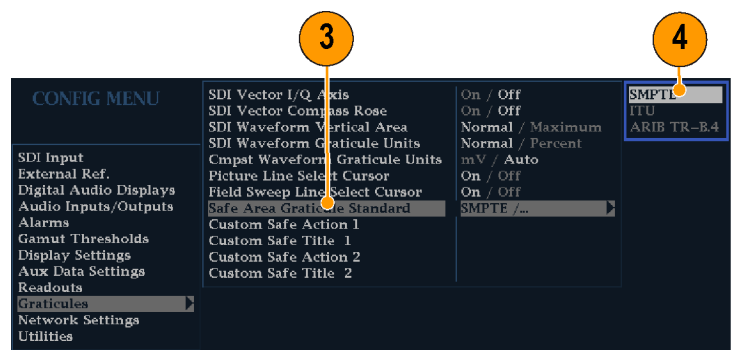 3
4
CONFIG MENU
SDI Input
External Ref.
Digital Audio Displays
Audio Inputs/Outputs
Alarms
Gamut Thresholds
Display Settings
Aux Data Settings
Readouts
Graticules
Network Settings
Utilities
SDI Vector I/Q Axis On / Off
SDI Vector Compass Rose On / Off
SDI Waveform Vertical Area Normal / Maximum
SDI Waveform Graticule Units Normal / Percent
Cmpst Waveform Graticule Units mV / Auto
Picture Line Select Cursor On / Off
Field Sweep Line Select Cursor On / Off
Safe Area Graticule Standard SMPTE /...
Custom Safe Action 1
Custom Safe Title 1
Custom Safe Action 2
Custom Safe Title 2
SMPTE
ITU
ARIB TR-B.4